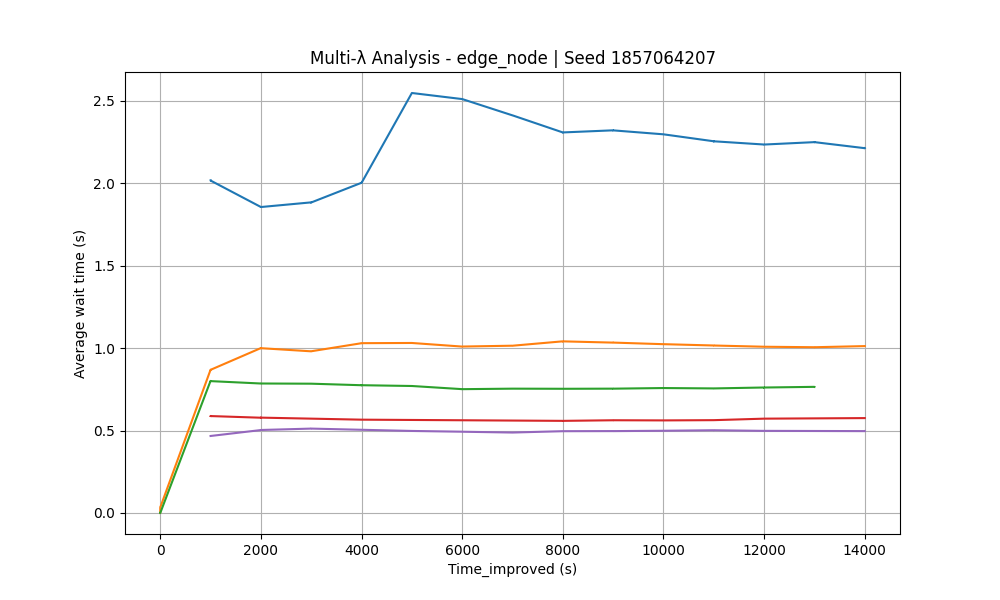 Multi-λ Analysis - edge_node | Seed 1857064207
Average wait time (s)
2.5
2.0
1.5
1.0
0.5
0.0
0 2000 4000 6000 8000 10000 12000 14000
Time_improved (s)